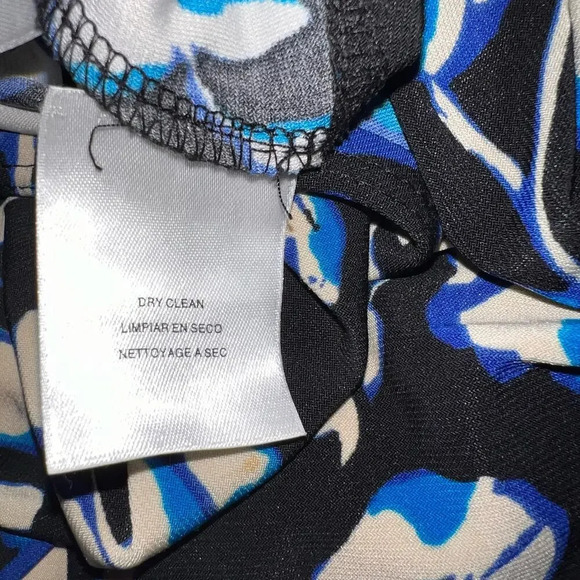 DRY CLEAN
LIMPIAR EN SECO
NETTOYAGE A SEC